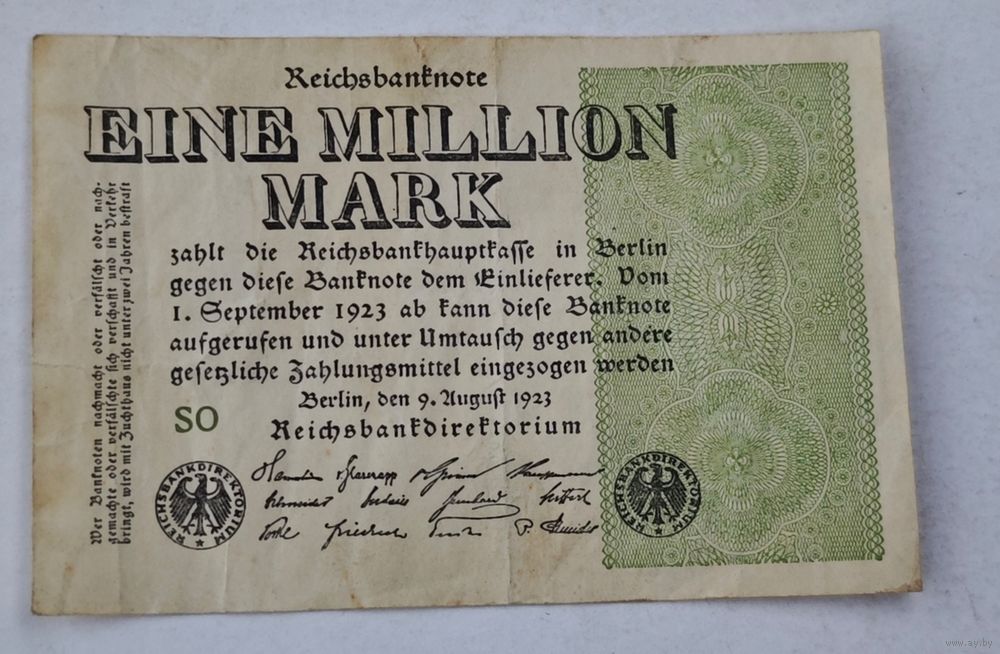 Reichsbanknote
EINE MILLION
MARK
zahlt die Reichsbankhauptkasse in Berlin
gegen diese Banknote dem Einlieferer. Vom
1. September 1923 ab kann diese Banknote
aufgerufen und unter Umtausch gegen andere
gesetzliche Zahlungsmittel eingezogen werden
Berlin, den 9. August 1923
Reichsbankdirektorium
SO
Wer Banknoten nachmacht oder verfälscht oder nach-
gemachte oder verfälschte sich verschafft und in Verkehr
bringt, wird mit Zuchthaus nicht unter zwei Jahren bestraft
REICHSBANKDIREKTORIUM
REICHSBANKDIREKTORIUM
Schneider
Friedrich
P. Schneider
www.ay.by